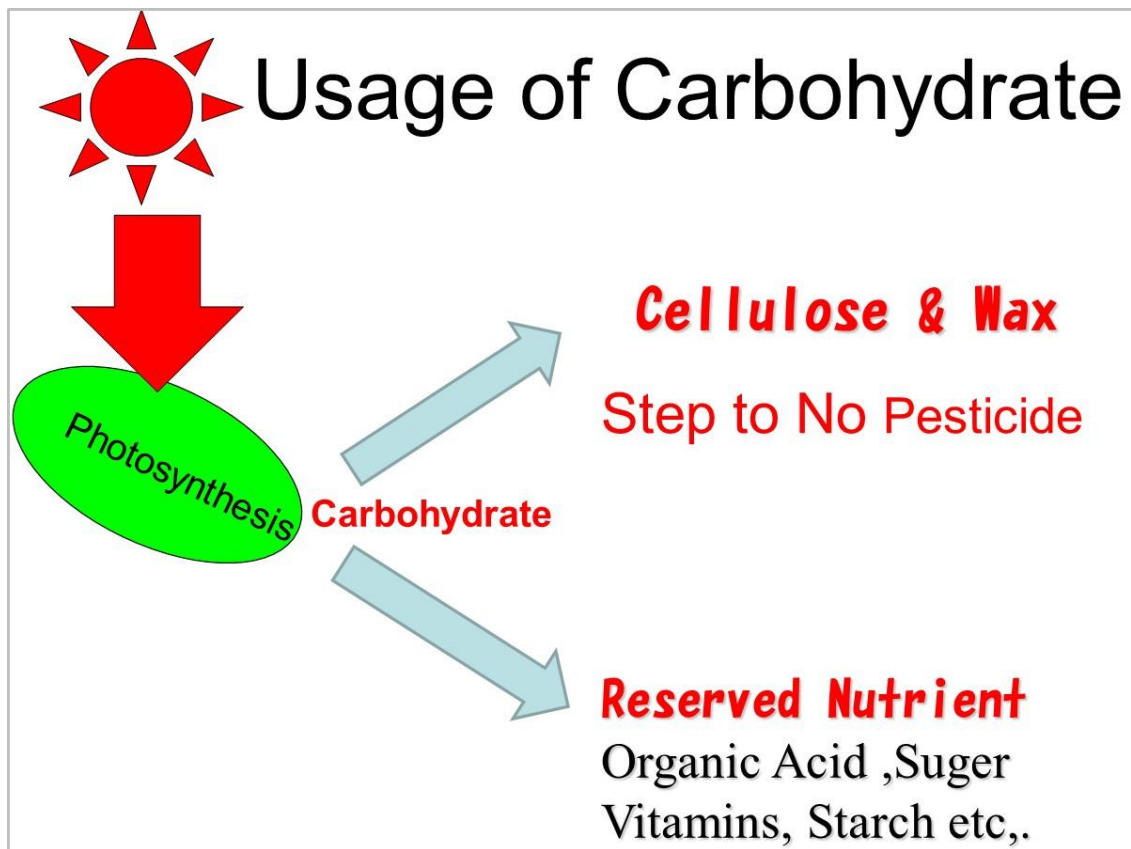 Usage of Carbohydrate
Cellulose & Wax
Step to No Pesticide
Photosynthesis
Carbohydrate
Reserved Nutrient
Organic Acid ,Suger
Vitamins, Starch etc,.